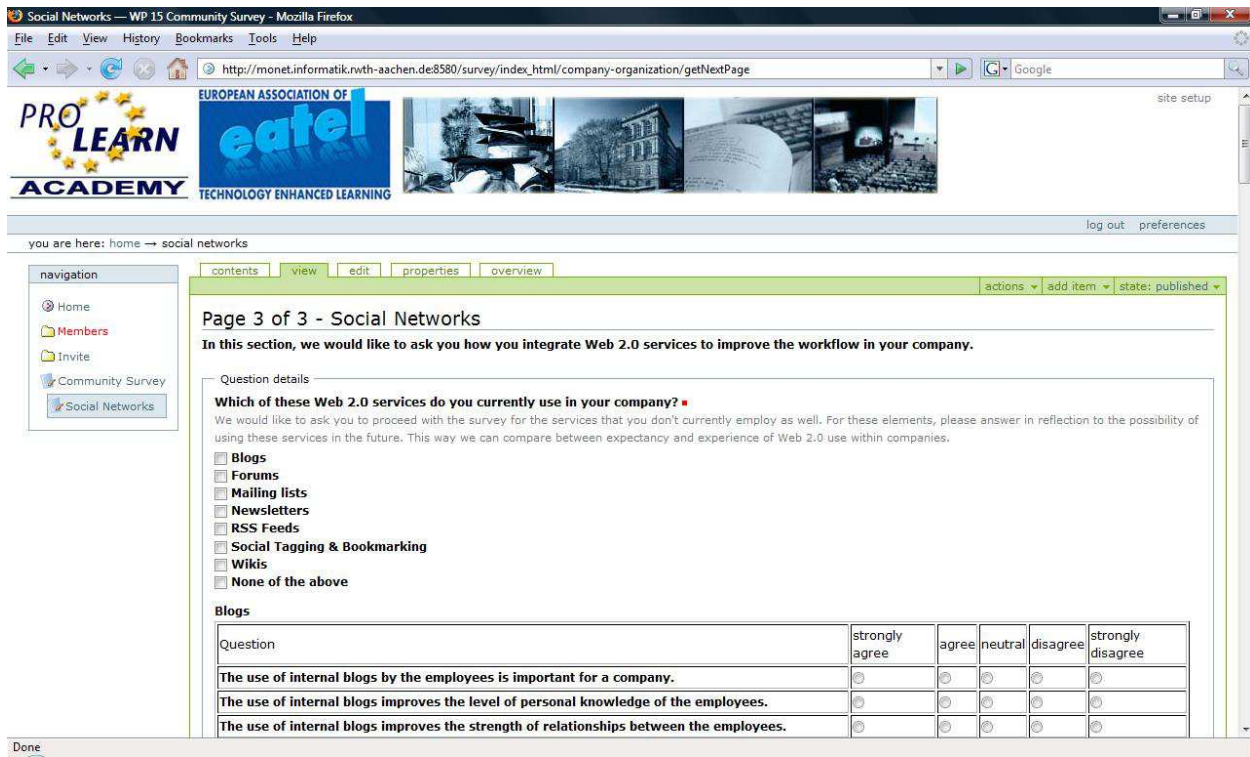 Social Networks — WP 15 Community Survey - Mozilla Firefox
File Edit View History Bookmarks Tools Help
http://monet.informatik.rwth-aachen.de:8580/survey/index_html/company-organization/getNextPage
G Google
PRO LEARN ACADEMY
EUROPEAN ASSOCIATION OF
eatel
TECHNOLOGY ENHANCED LEARNING
site setup
log out preferences
you are here: home → social networks
navigation
Home
Members
Invite
Community Survey
Social Networks
contents view edit properties overview
actions add item state: published
Page 3 of 3 - Social Networks
In this section, we would like to ask you how you integrate Web 2.0 services to improve the workflow in your company.
Question details
Which of these Web 2.0 services do you currently use in your company?
We would like to ask you to proceed with the survey for the services that you don't currently employ as well. For these elements, please answer in reflection to the possibility of
using these services in the future. This way we can compare between expectancy and experience of Web 2.0 use within companies.
Blogs
Forums
Mailing lists
Newsletters
RSS Feeds
Social Tagging & Bookmarking
Wikis
None of the above
Blogs
Question strongly agree agree neutral disagree strongly disagree
The use of internal blogs by the employees is important for a company.
The use of internal blogs improves the level of personal knowledge of the employees.
The use of internal blogs improves the strength of relationships between the employees.
Done